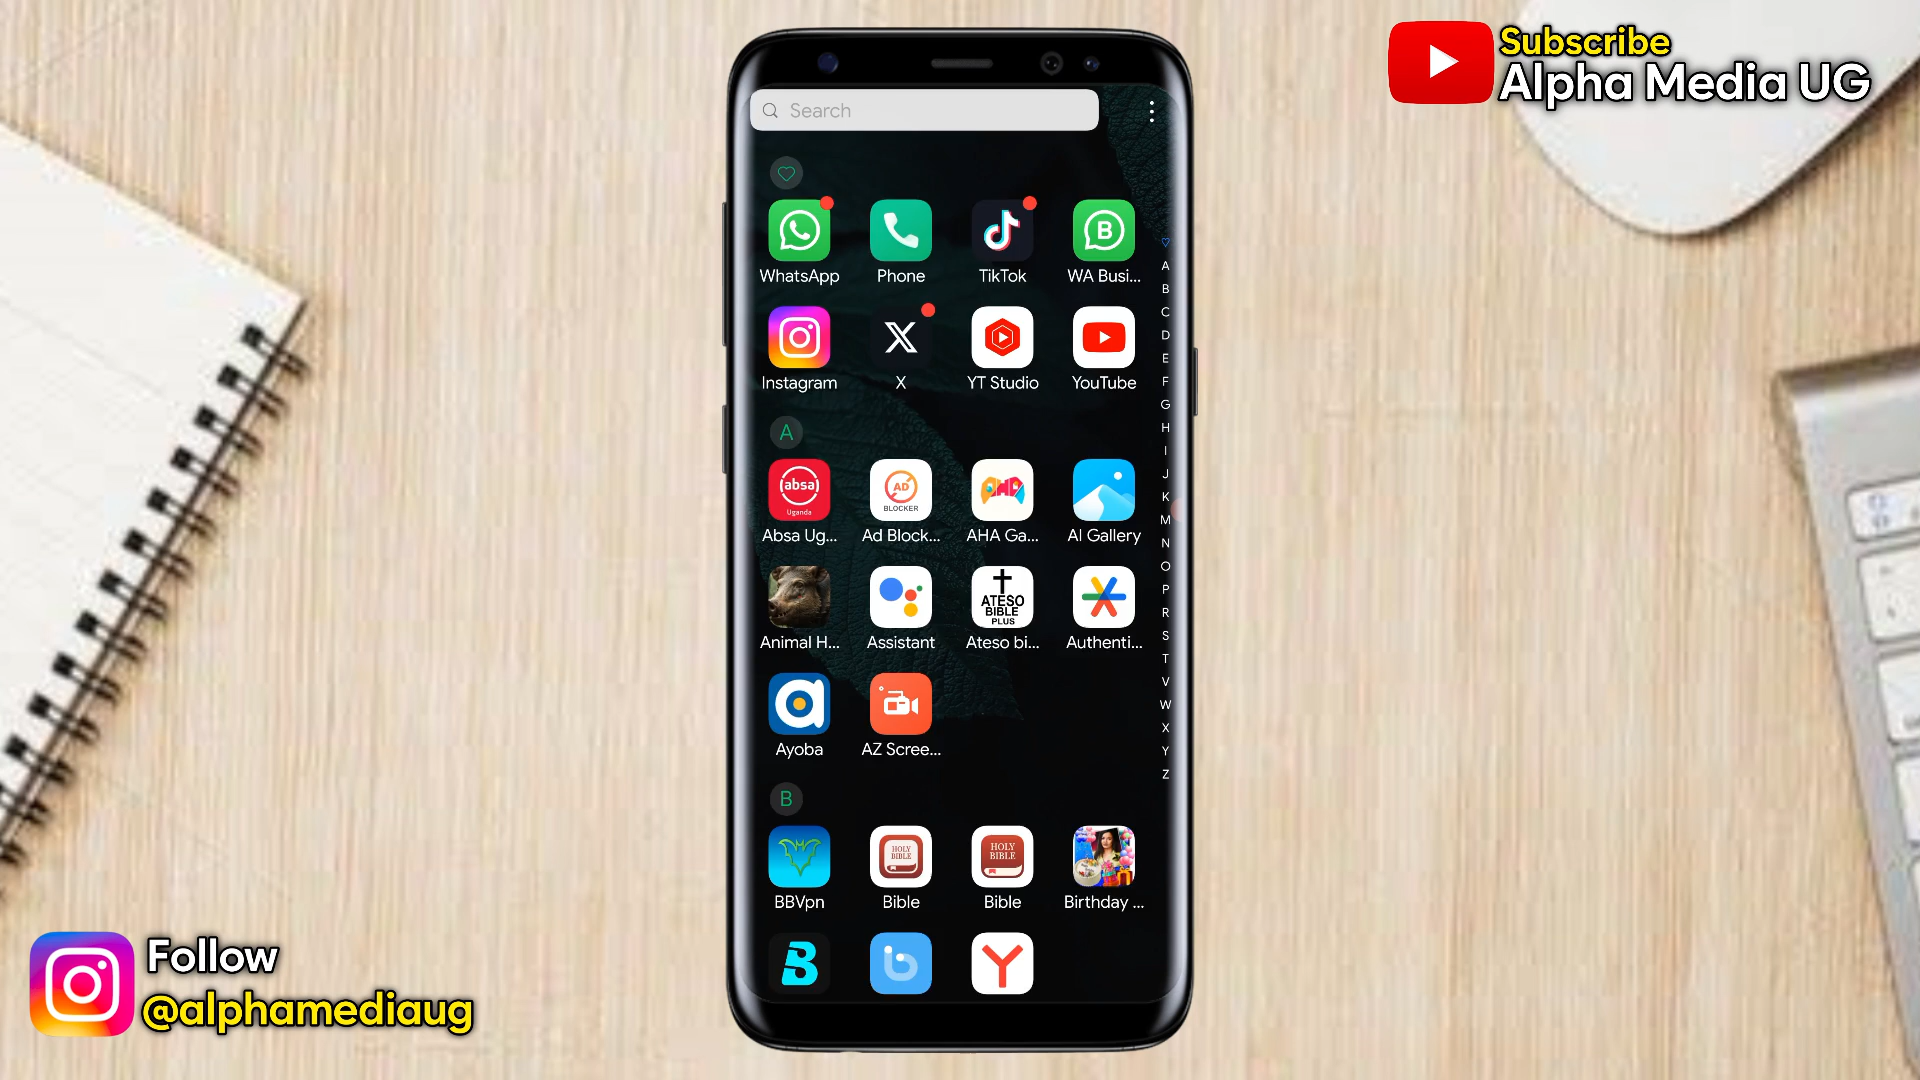 Subscribe
Alpha Media UG
Search
WhatsApp
Phone
TikTok
B
WA Busi...
Instagram
X
YT Studio
YouTube
A
absa
Uganda
Absa Ug...
AD
BLOCKER
Ad Block...
AHA
AHA Ga...
AI Gallery
Animal H...
Assistant
ATESO
BIBLE
PLUS
Ateso bi...
Authenti...
Ayoba
AZ Scree...
B
BBVpn
HOLY
BIBLE
Bible
HOLY
BIBLE
Bible
Birthday ...
A
B
C
D
E
F
G
H
I
J
K
M
N
O
P
R
S
T
V
W
X
Y
Z
Follow
@alphamediaug